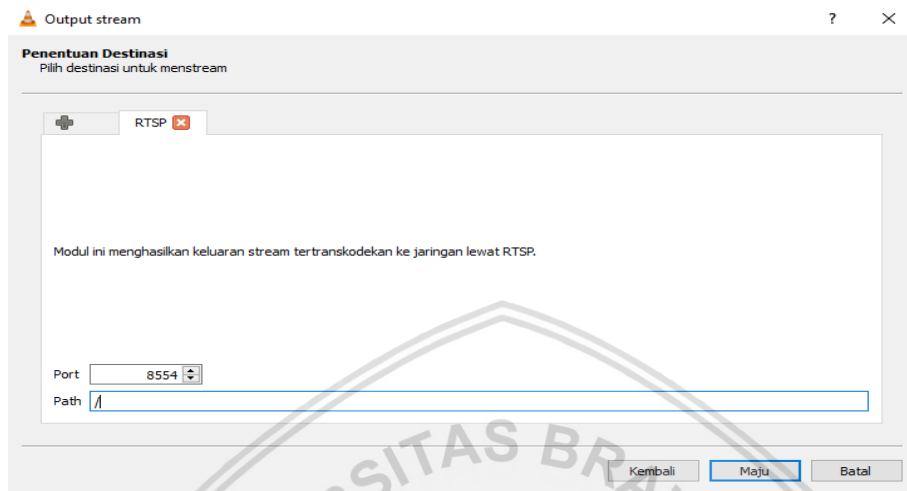 Output stream ?
Penentuan Destinasi
Pilih destinasi untuk menstream
RTSP
Modul ini menghasilkan keluaran stream tertranskodekan ke jaringan lewat RTSP.
Port 8554
Path /
SITAS BRA
Kembali Maju Batal